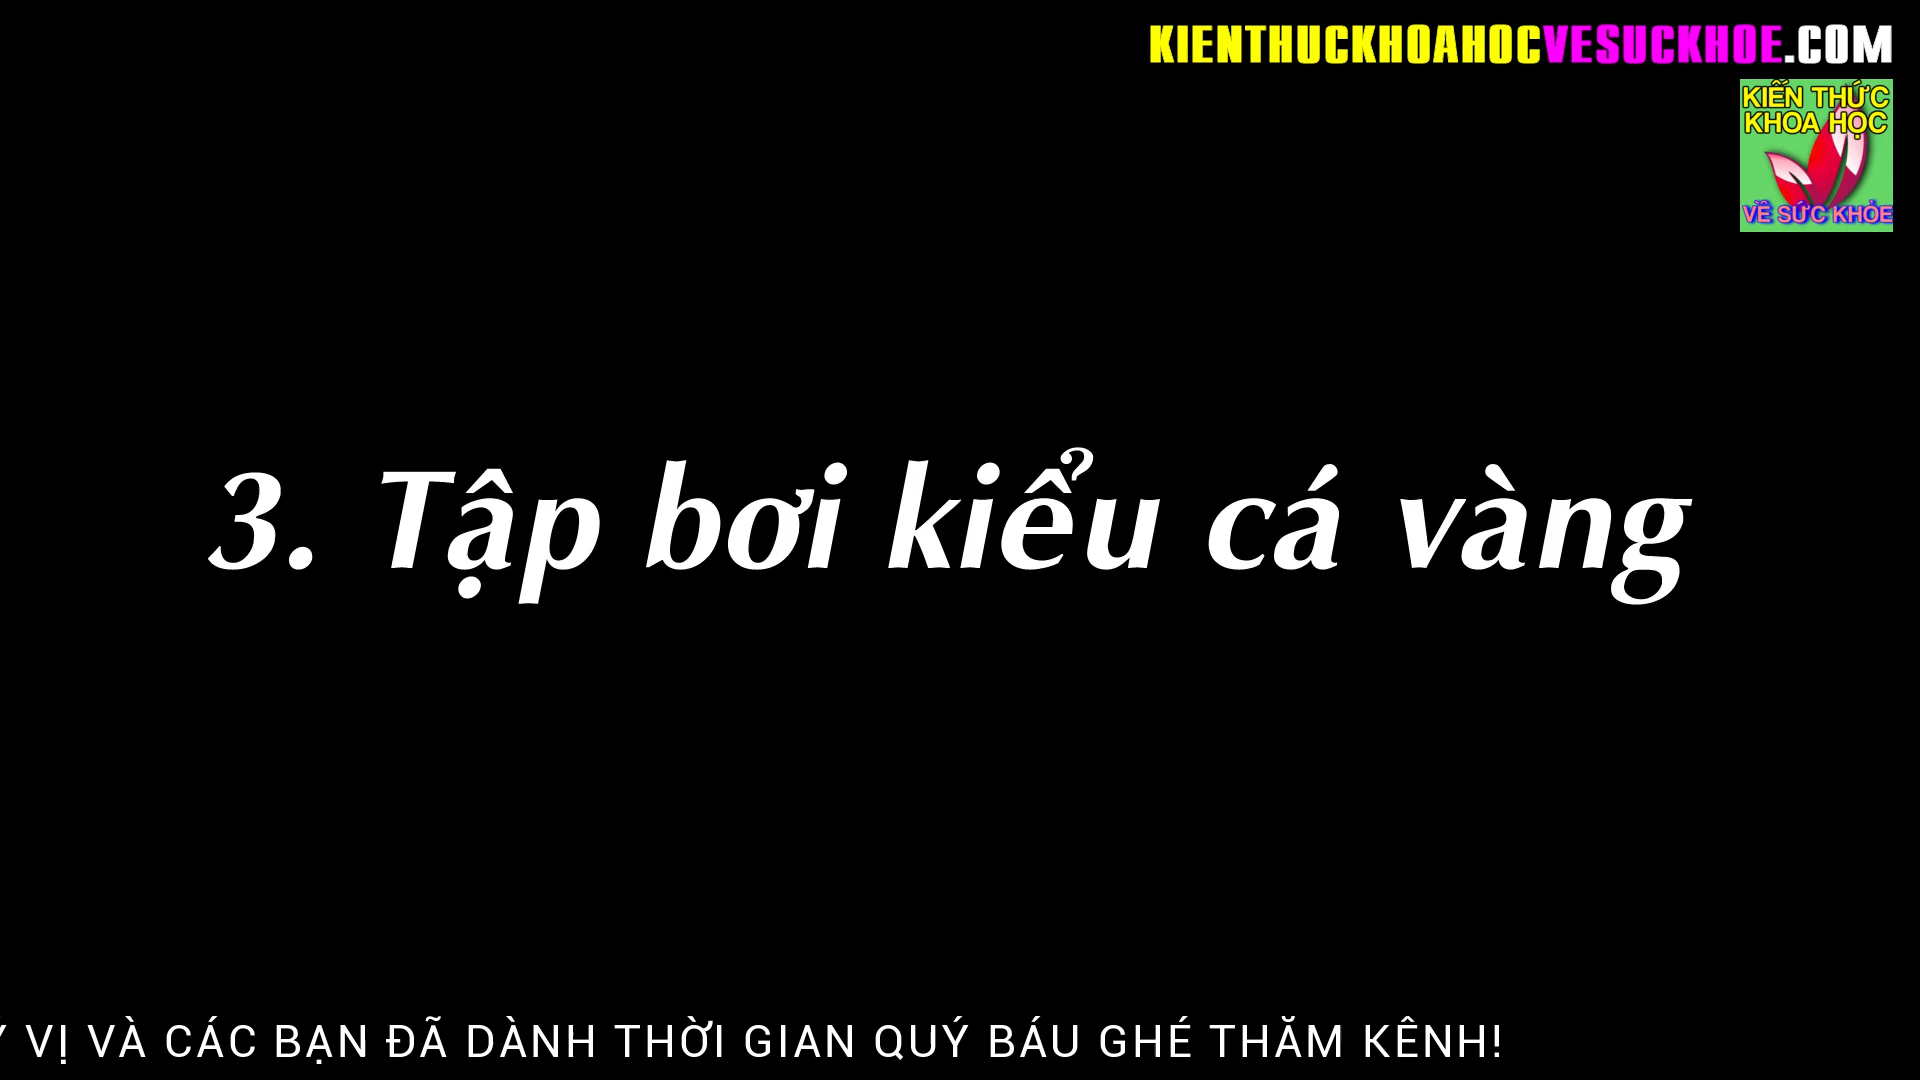 KIENTHUCKHOAHOCVESUCKHOE.COM
KIẾN THỨC
KHOA HỌC
VỀ SỨC KHỎE
3. Tập bơi kiểu cá vàng
VỊ VÀ CÁC BẠN ĐÃ DÀNH THỜI GIAN QUÝ BÁU GHÉ THĂM KÊNH!